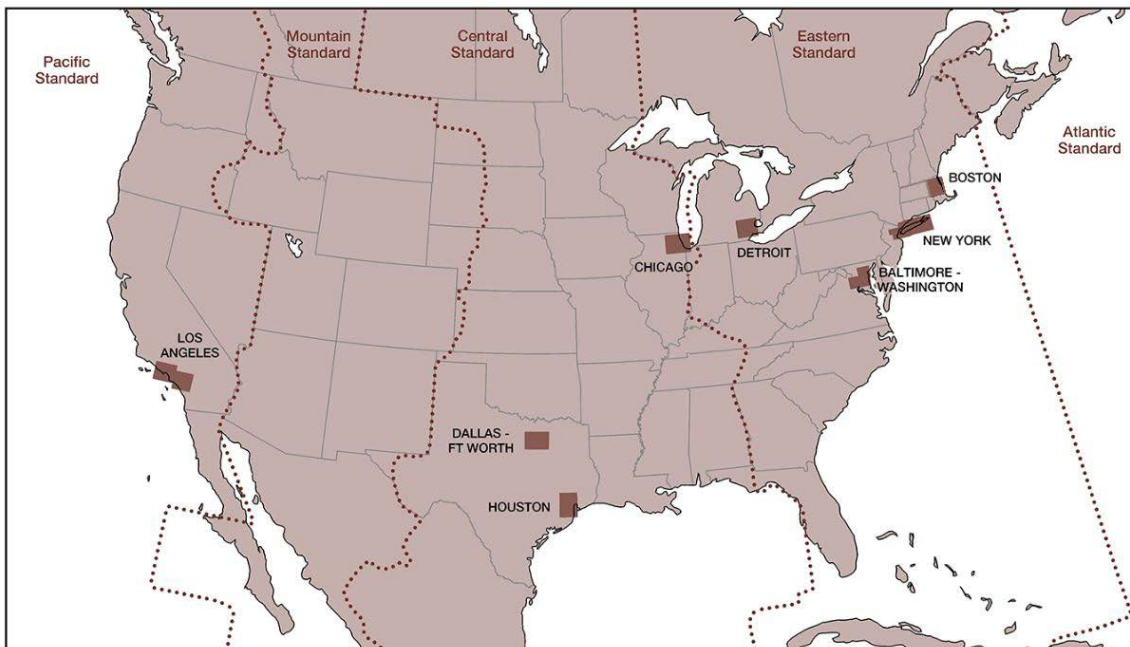 Pacific
Standard
Mountain
Standard
Central
Standard
Eastern
Standard
Atlantic
Standard
BOSTON
NEW YORK
DETROIT
CHICAGO
BALTIMORE -
WASHINGTON
LOS
ANGELES
DALLAS -
FT WORTH
HOUSTON